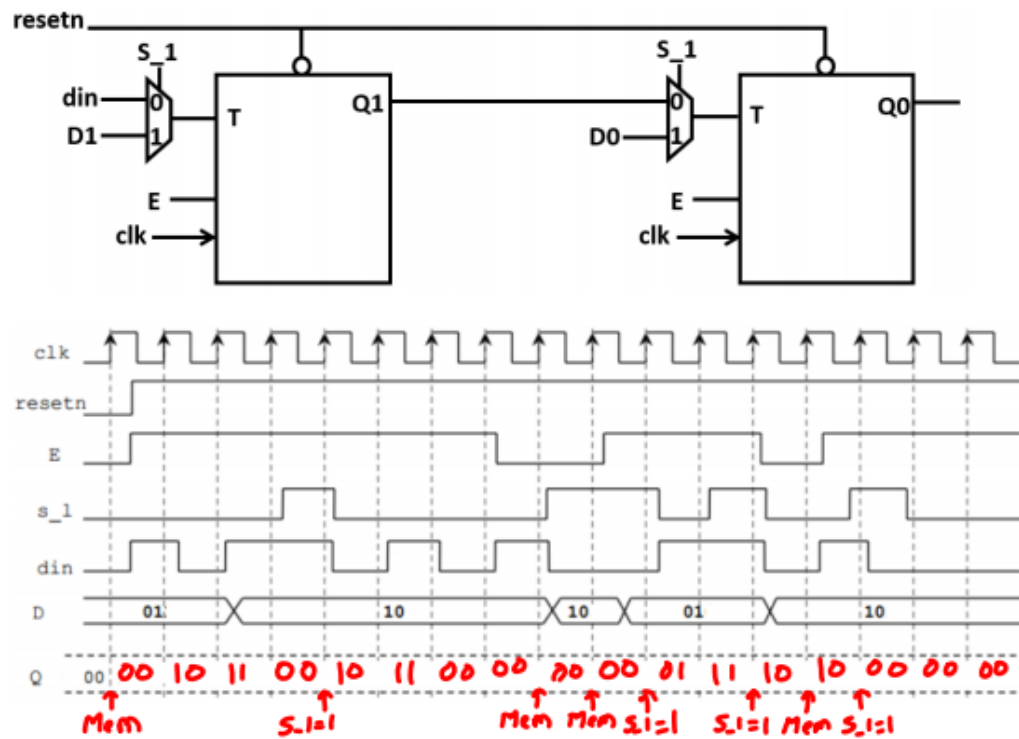 resetn
S_1 S_1
din 0 T Q1 0 T Q0
D1 1 D0 1
E E
clk clk
clk
resetn
E
s_1
din
D 01 10 10 01 10
Q 00 00 10 11 00 10 11 00 00 00 00 01 11 10 10 00 00 00
Mem S_1=1 Mem Mem S_1=1 S_1=1 Mem S_1=1